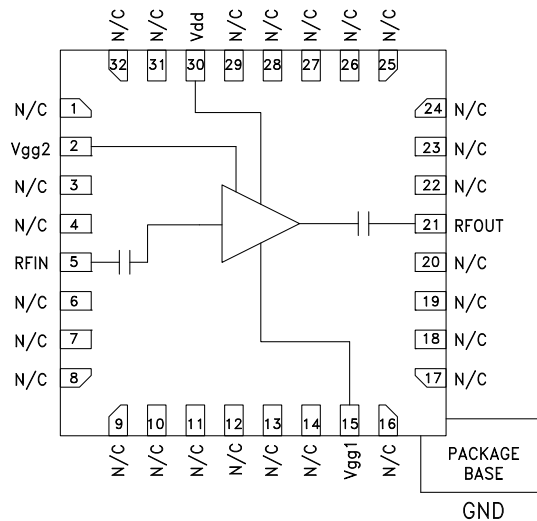 N/C N/C Vdd N/C N/C N/C N/C N/C
32 31 30 29 28 27 26 25
N/C 1 24 N/C
Vgg2 2 23 N/C
N/C 3 22 N/C
N/C 4 21 RFOUT
RFIN 5 20 N/C
N/C 6 19 N/C
N/C 7 18 N/C
N/C 8 17 N/C
9 10 11 12 13 14 15 16
N/C N/C N/C N/C N/C N/C Vgg1 N/C
PACKAGE
BASE
GND